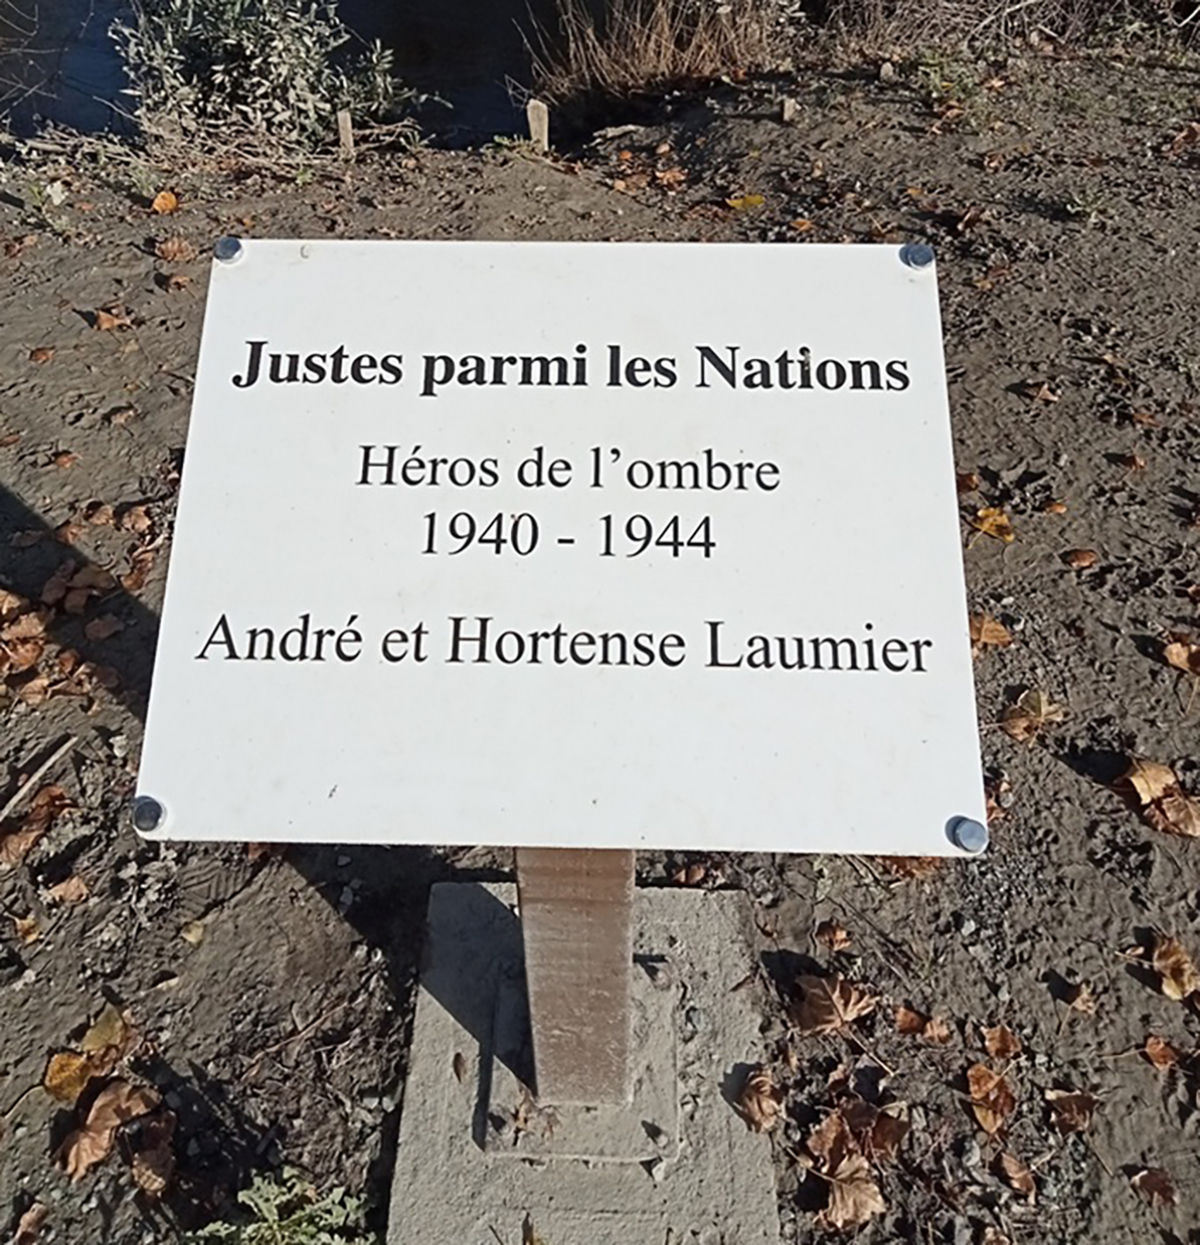 Justes parmi les Nations
Héros de l'ombre
1940 - 1944
André et Hortense Laumier